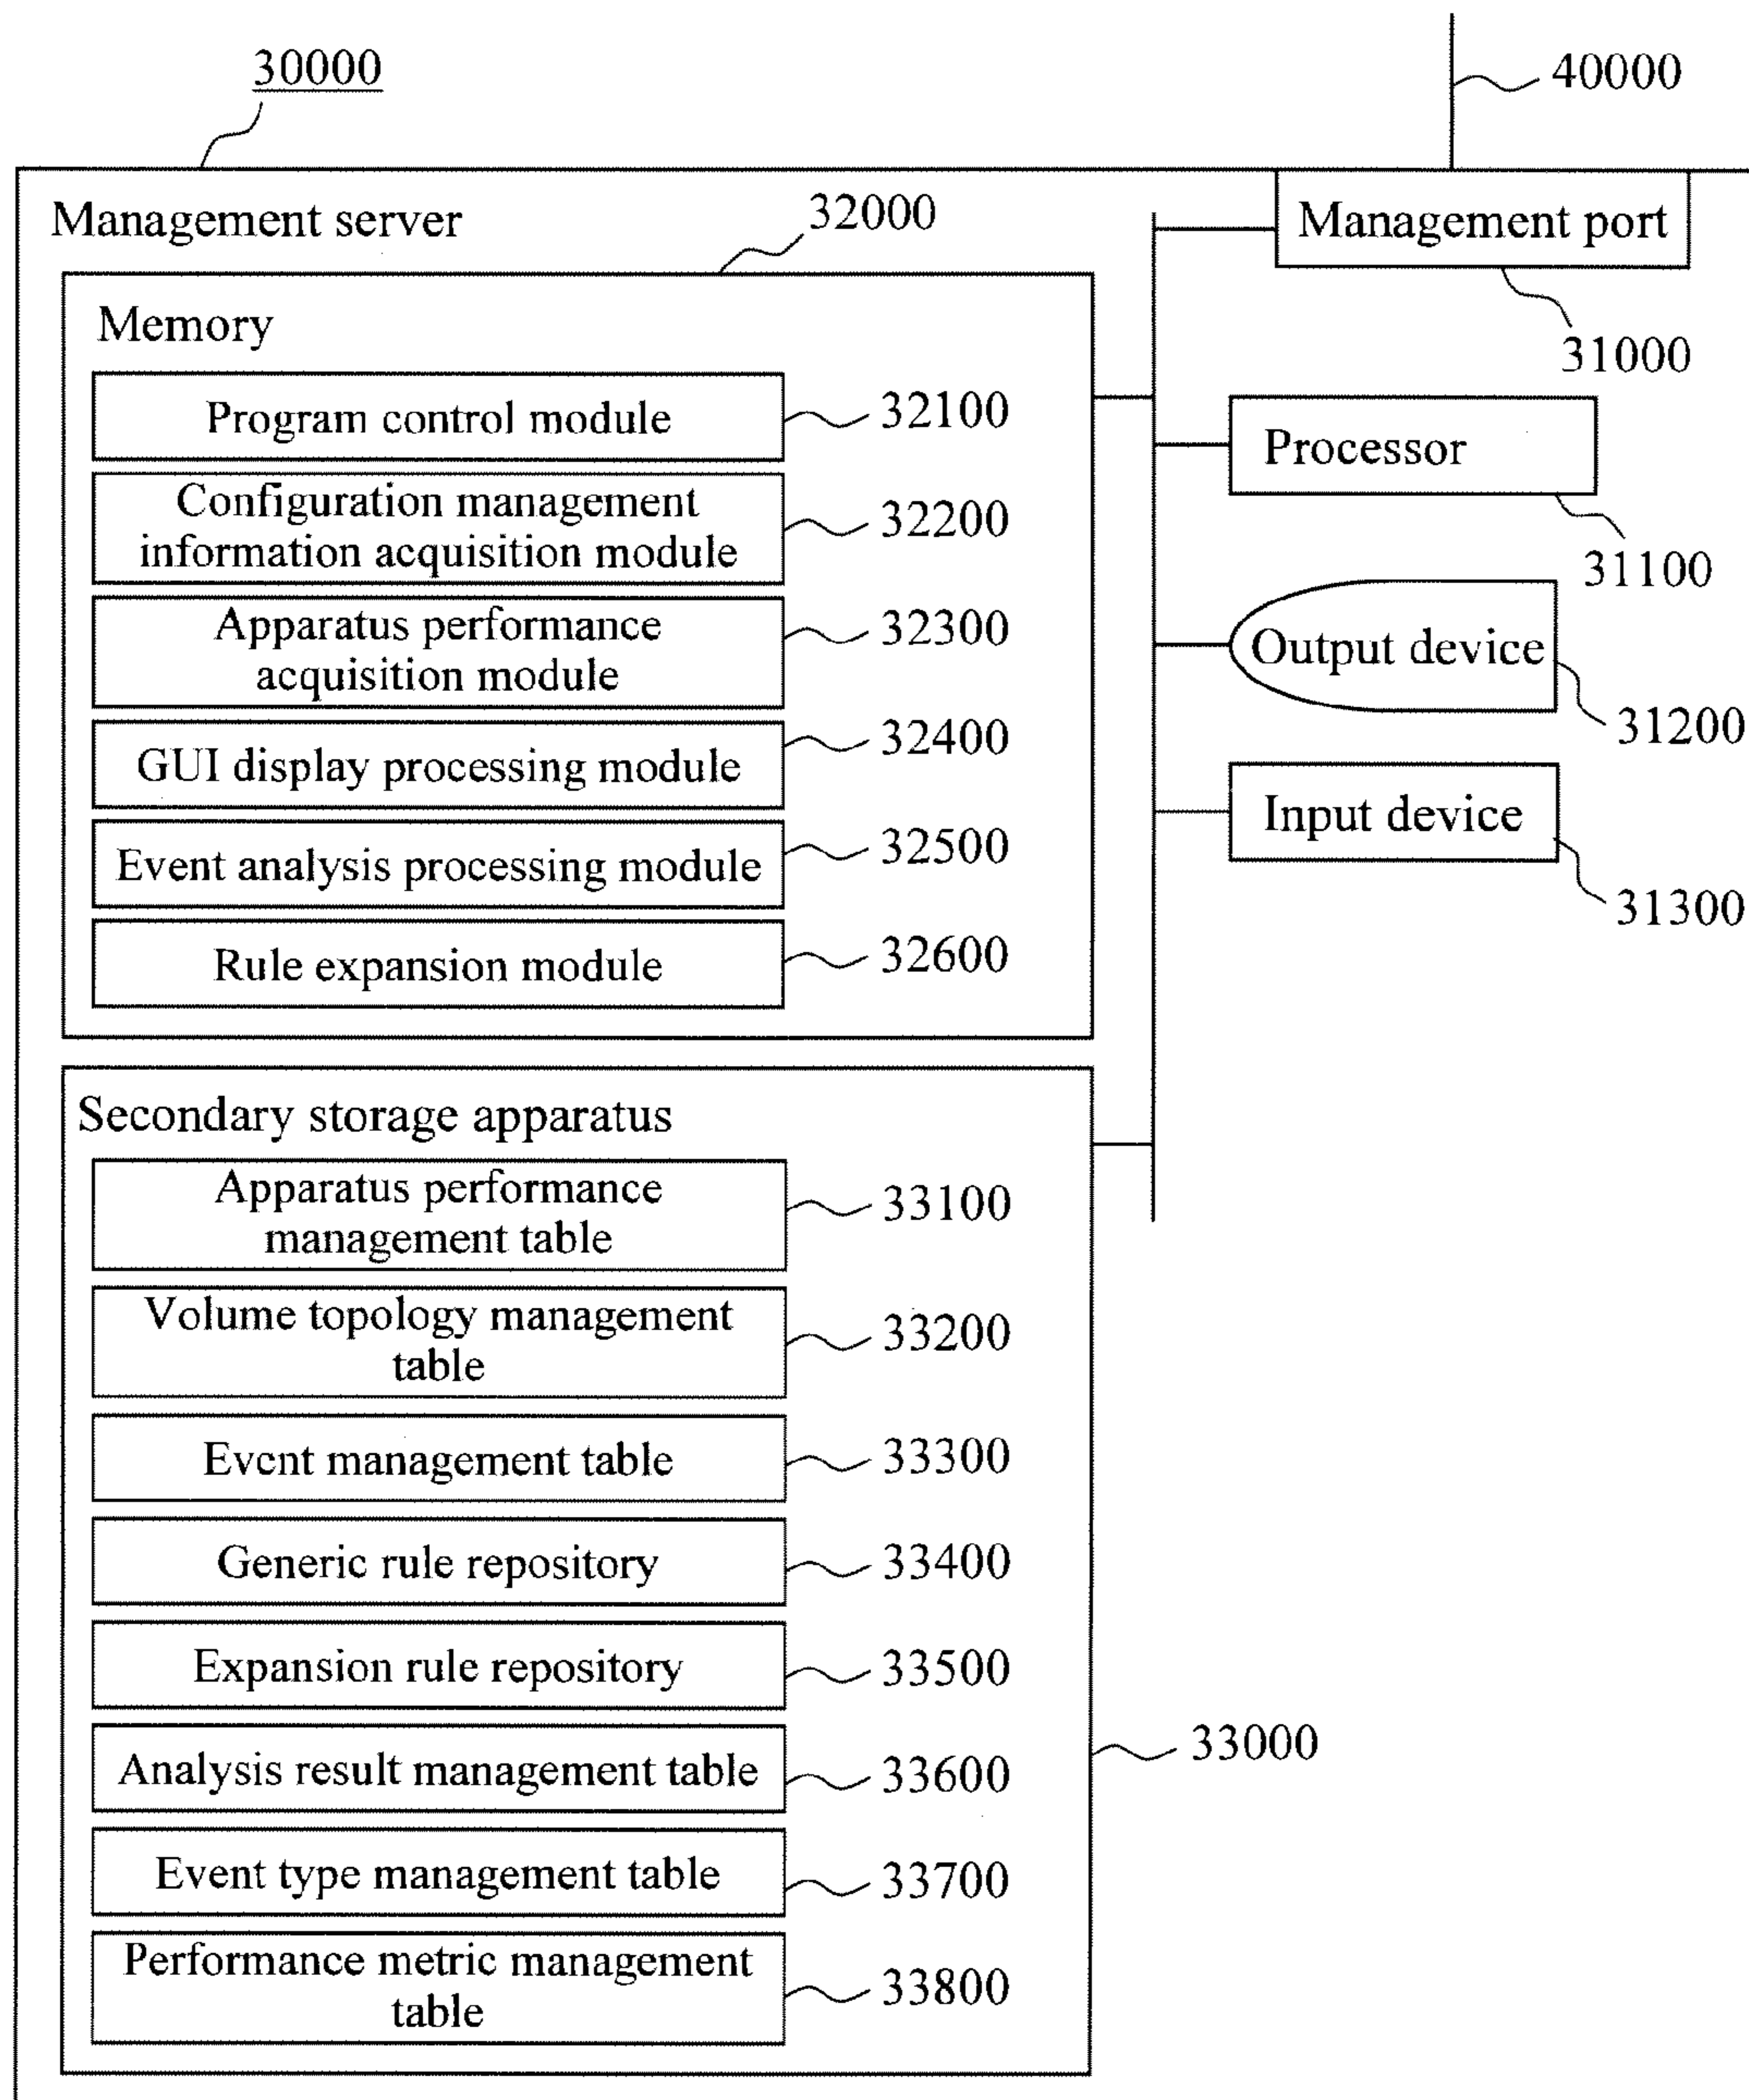 30000
40000
Management server
32000
Management port
31000
Memory
Program control module
32100
Configuration management
information acquisition module
32200
Apparatus performance
acquisition module
32300
GUI display processing module
32400
Event analysis processing module
32500
Rule expansion module
32600
Processor
31100
Output device
31200
Input device
31300
Secondary storage apparatus
Apparatus performance
management table
33100
Volume topology management
table
33200
Event management table
33300
Generic rule repository
33400
Expansion rule repository
33500
Analysis result management table
33600
33000
Event type management table
33700
Performance metric management
table
33800